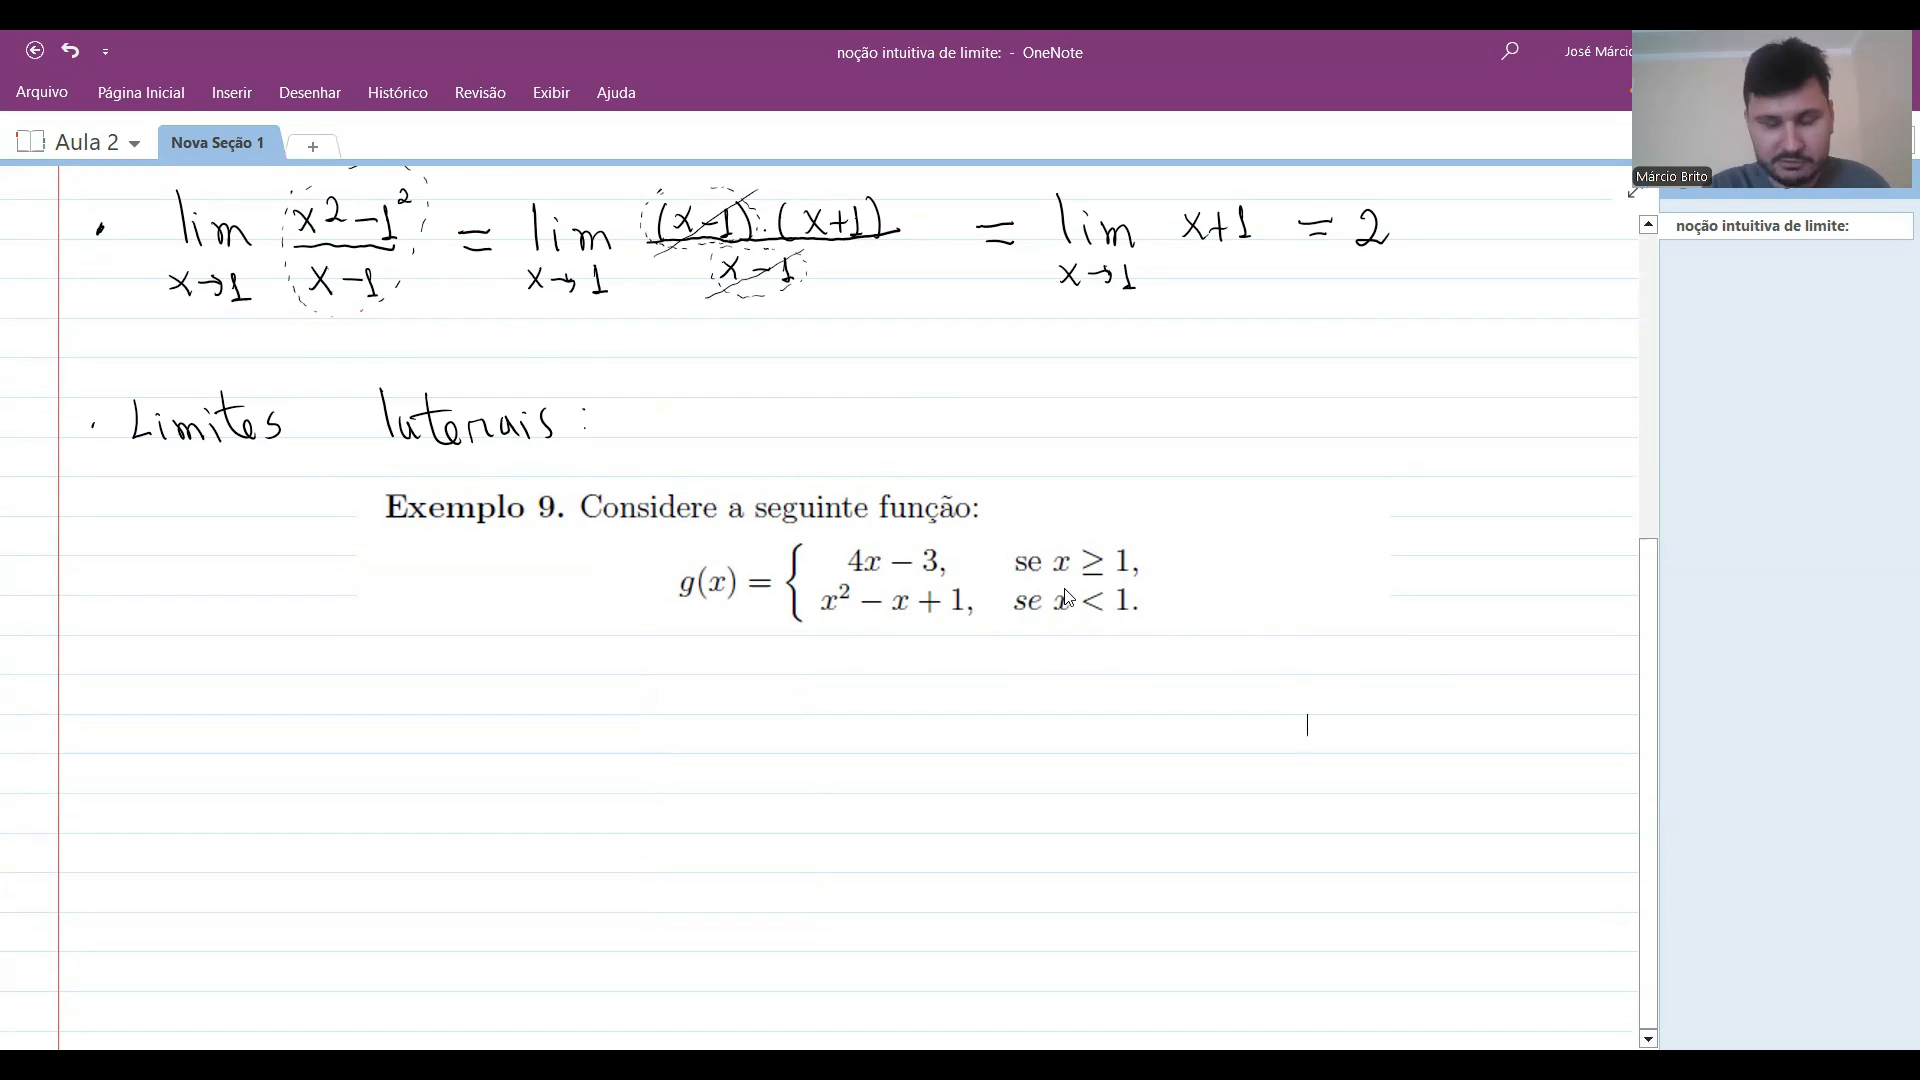 noção intuitiva de limite: - OneNote
José Márcio
Arquivo Página Inicial Inserir Desenhar Histórico Revisão Exibir Ajuda
Aula 2 Nova Seção 1 +
Márcio Brito
noção intuitiva de limite:
• lim x→1 (x² - 1²)/(x - 1) = lim x→1 ((x-1).(x+1))/(x-1) = lim x→1 x+1 = 2
. Limites laterais:
Exemplo 9. Considere a seguinte função:
g(x) = { 4x − 3, se x ≥ 1,
x² − x + 1, se x < 1.